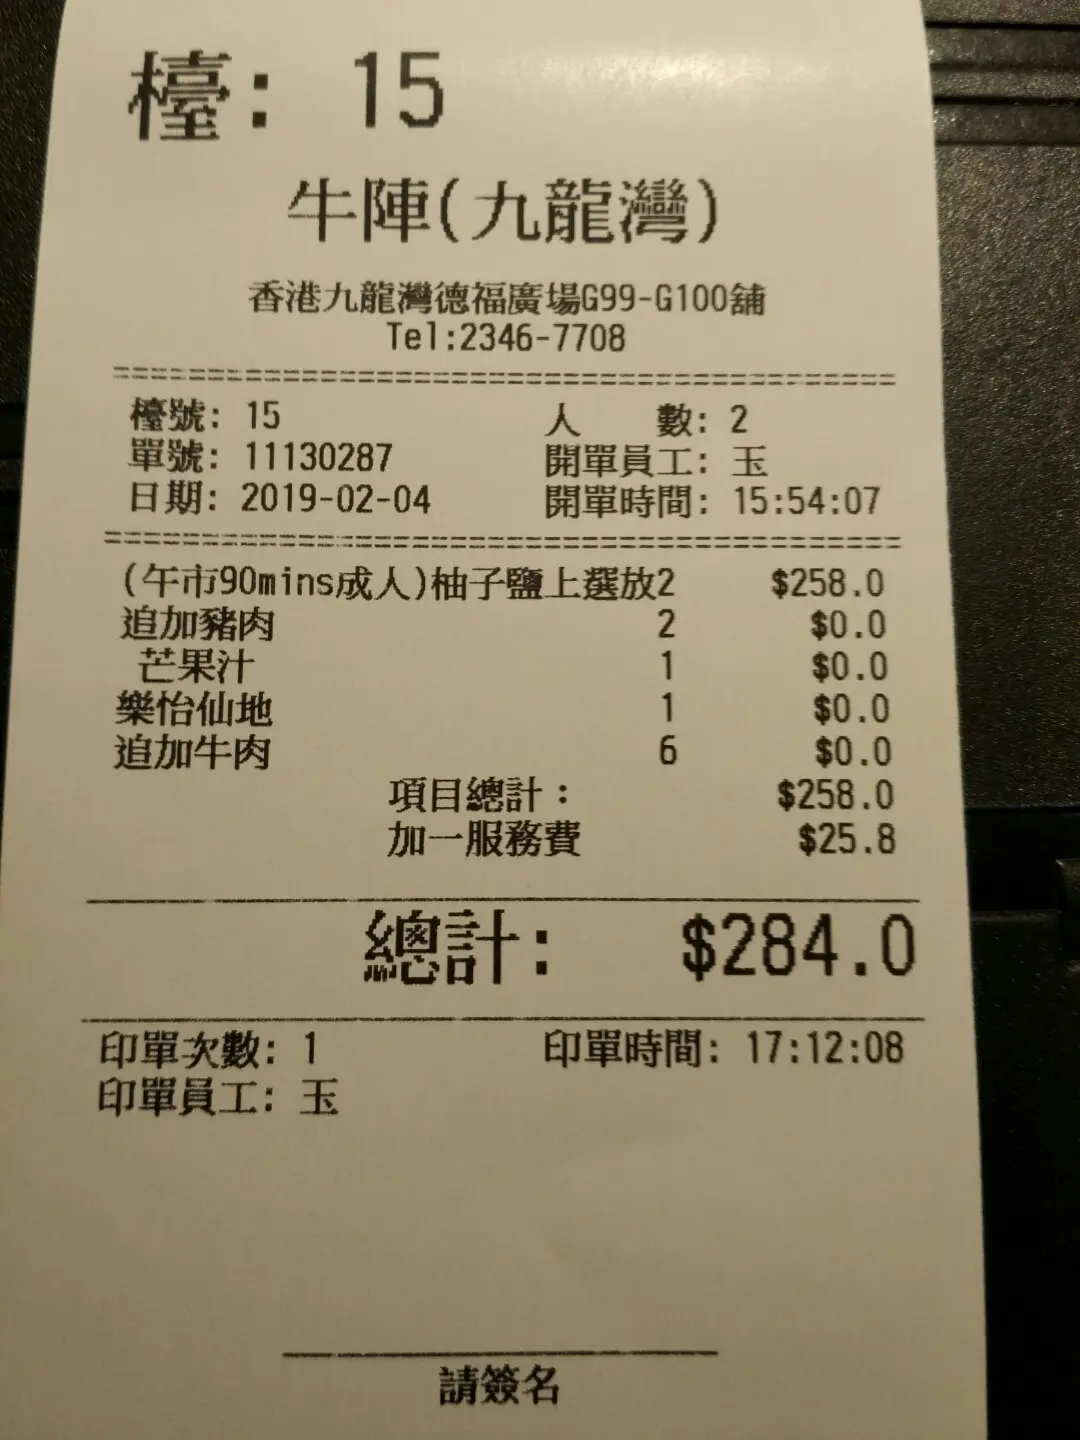 檯: 15
牛陣(九龍灣)
香港九龍灣德福廣場G99-G100舖
Tel:2346-7708
檯號: 15 人 數: 2
單號: 11130287 開單員工: 玉
日期: 2019-02-04 開單時間: 15:54:07
(午市90mins成人)柚子鹽上選放2 $258.0
追加豬肉 2 $0.0
芒果汁 1 $0.0
樂怡仙地 1 $0.0
追加牛肉 6 $0.0
項目總計: $258.0
加一服務費 $25.8
總計: $284.0
印單次數: 1 印單時間: 17:12:08
印單員工: 玉
請簽名